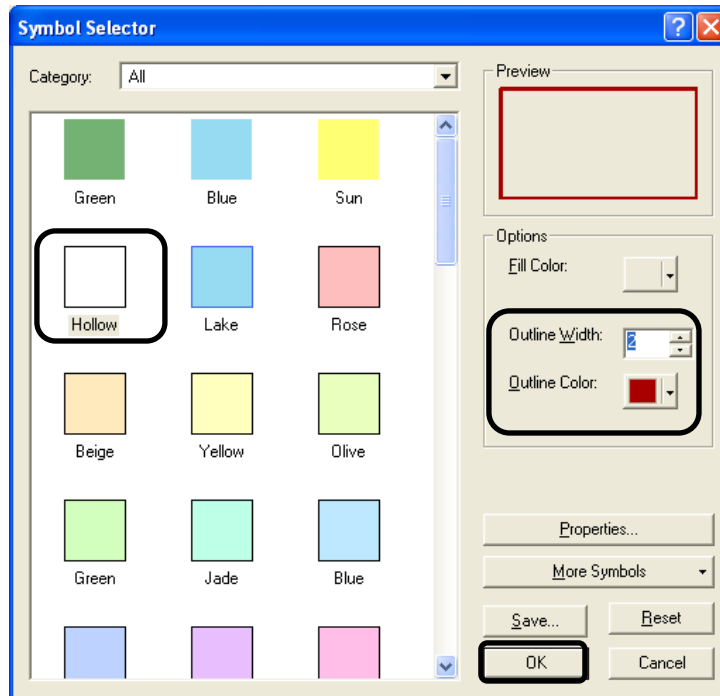 Symbol Selector
?
Category:
All
Green
Blue
Sun
Hollow
Lake
Rose
Beige
Yellow
Olive
Green
Jade
Blue
Preview
Options
Fill Color:
Outline Width:
2
Outline Color:
Properties...
More Symbols
Save...
Reset
OK
Cancel